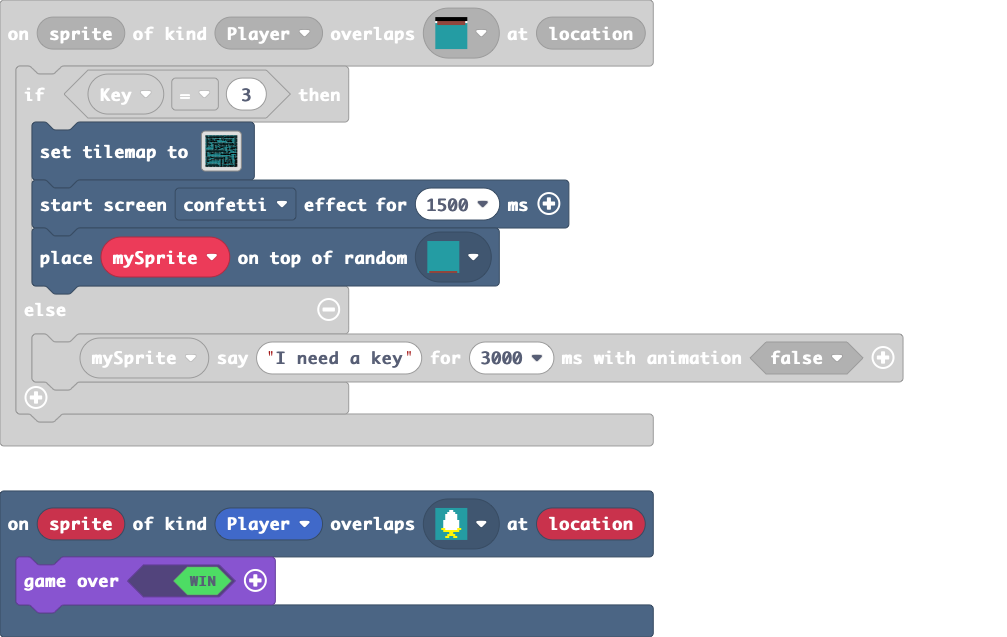 on sprite of kind Player overlaps at location
if Key = 3 then
set tilemap to
start screen confetti effect for 1500 ms
place mySprite on top of random
else
mySprite say "I need a key" for 3000 ms with animation false
on sprite of kind Player overlaps at location
game over WIN